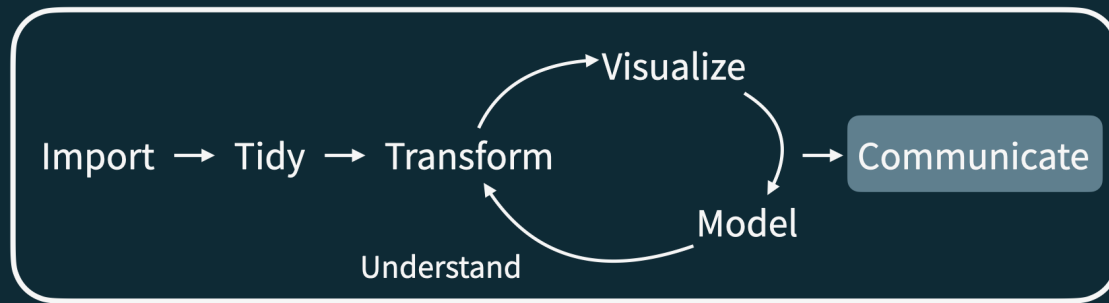 Visualize
Import → Tidy → Transform → Communicate
Model
Understand